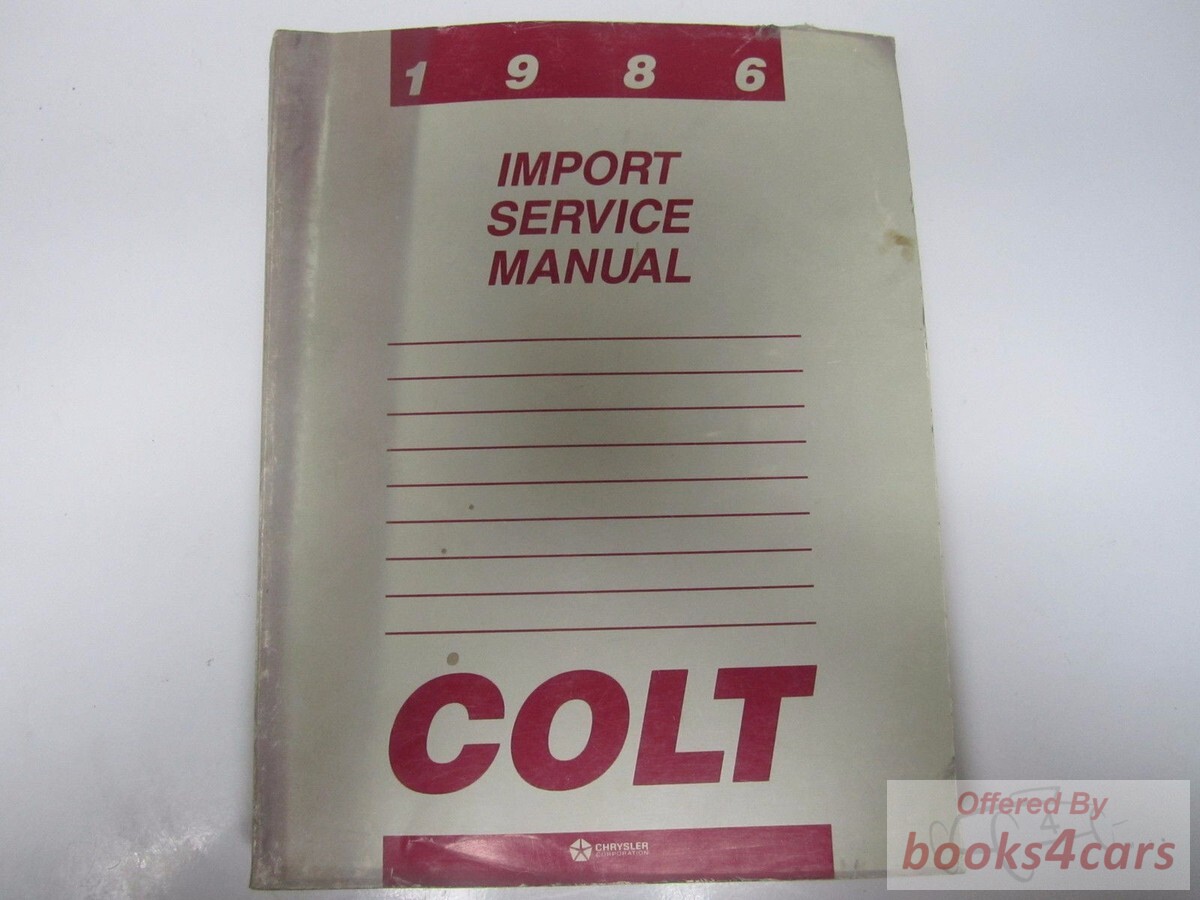 1 9 8 6
IMPORT
SERVICE
MANUAL
COLT
CHRYSLER
CORPORATION
Offered By
books4cars